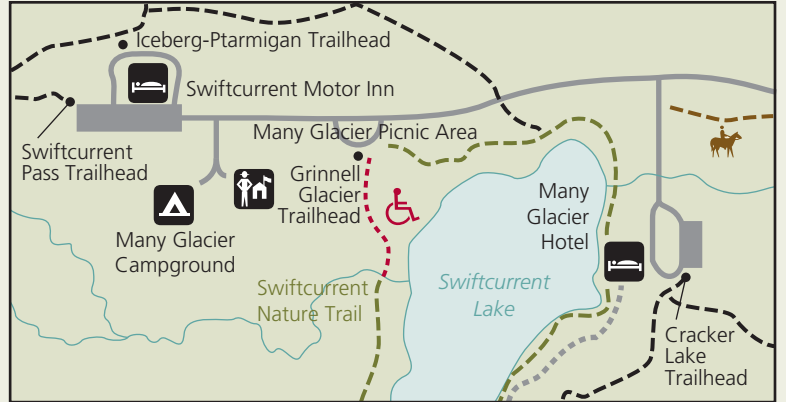 Iceberg-Ptarmigan Trailhead
Swiftcurrent Motor Inn
Many Glacier Picnic Area
Swiftcurrent
Pass Trailhead
Grinnell
Glacier
Trailhead
Many
Glacier
Hotel
Many Glacier
Campground
Swiftcurrent
Nature Trail
Swiftcurrent
Lake
Cracker
Lake
Trailhead